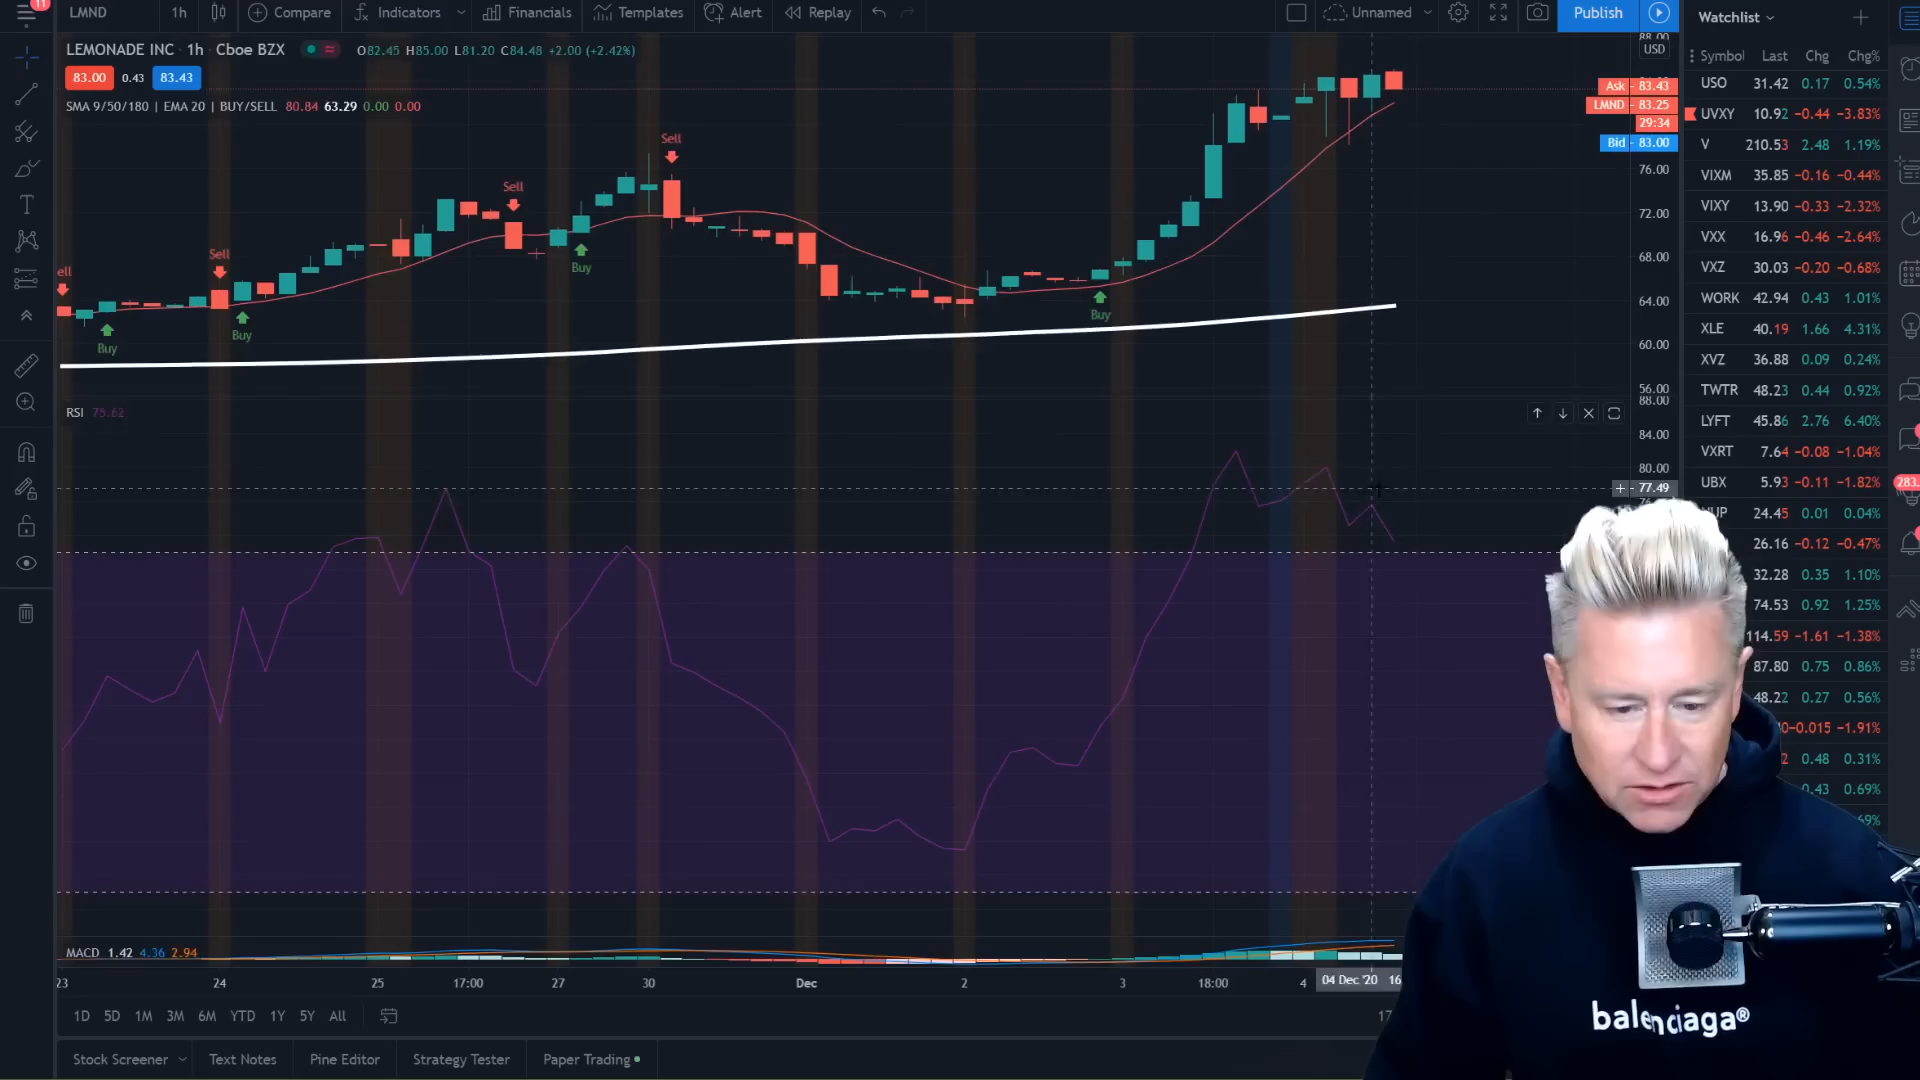 11
LMND 1h Compare Indicators Financials Templates Alert Replay Unnamed Publish
LEMONADE INC · 1h · Cboe BZX O82.45 H85.00 L81.20 C84.48 +2.00 (+2.42%)
83.00 0.43 83.43
SMA 9/50/180 | EMA 20 | BUY/SELL 80.84 63.29 0.00 0.00
Sell
Sell
Sell
ell
Buy
Buy
Buy
Buy
88.00
USD
Ask 83.43
LMND 83.25
29:34
Bid 83.00
76.00
72.00
68.00
64.00
60.00
56.00
RSI 75.62
88.00
84.00
80.00
77.49
MACD 1.42 4.36 2.94
23 24 25 17:00 27 30 Dec 2 3 18:00 4 04 Dec '20 16
1D 5D 1M 3M 6M YTD 1Y 5Y All
17
Stock Screener Text Notes Pine Editor Strategy Tester Paper Trading
Watchlist
Symbol Last Chg Chg%
USO 31.42 0.17 0.54%
UVXY 10.92 −0.44 −3.83%
V 210.53 2.48 1.19%
VIXM 35.85 −0.16 −0.44%
VIXY 13.90 −0.33 −2.32%
VXX 16.96 −0.46 −2.64%
VXZ 30.03 −0.20 −0.68%
WORK 42.94 0.43 1.01%
XLE 40.19 1.66 4.31%
XVZ 36.88 0.09 0.24%
TWTR 48.23 0.44 0.92%
LYFT 45.86 2.76 6.40%
VXRT 7.64 −0.08 −1.04%
UBX 5.93 −0.11 −1.82%
24.45 0.01 0.04%
26.16 −0.12 −0.47%
32.28 0.35 1.10%
74.53 0.92 1.25%
114.59 −1.61 −1.38%
87.80 0.75 0.86%
48.22 0.27 0.56%
−0.015 −1.91%
2 0.48 0.31%
0.43 0.69%
69%
283.
balenciaga®